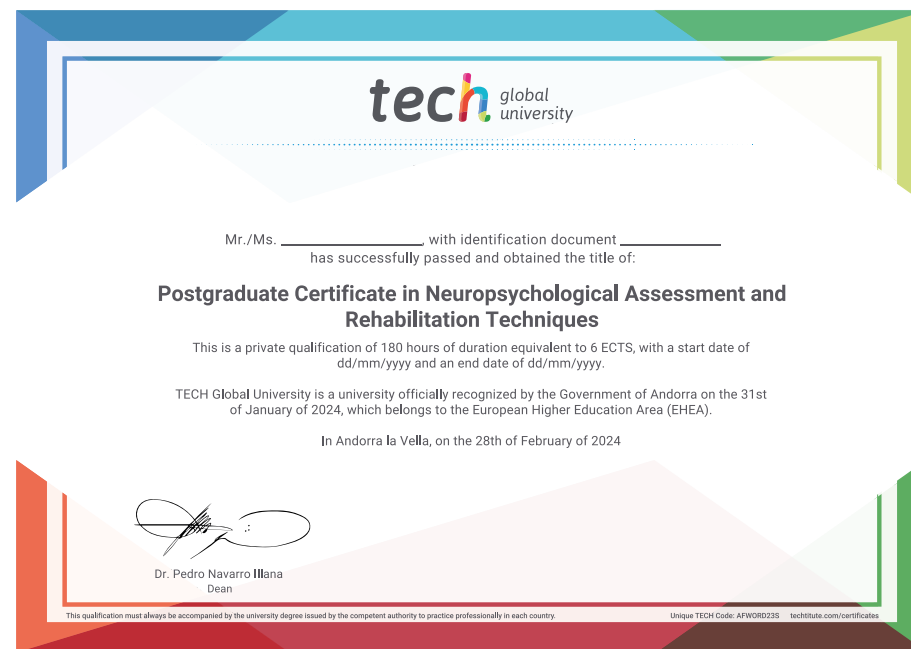 tech global university
Mr./Ms. ____________________, with identification document ______________
has successfully passed and obtained the title of:
Postgraduate Certificate in Neuropsychological Assessment and
Rehabilitation Techniques
This is a private qualification of 180 hours of duration equivalent to 6 ECTS, with a start date of
dd/mm/yyyy and an end date of dd/mm/yyyy.
TECH Global University is a university officially recognized by the Government of Andorra on the 31st
of January of 2024, which belongs to the European Higher Education Area (EHEA).
In Andorra la Vella, on the 28th of February of 2024
Dr. Pedro Navarro Illana
Dean
This qualification must always be accompanied by the university degree issued by the competent authority to practice professionally in each country.
Unique TECH Code: AFWORD23S techtitute.com/certificates